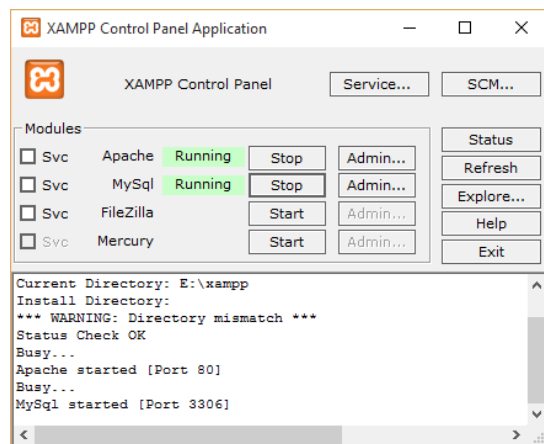 XAMPP Control Panel Application
XAMPP Control Panel Service... SCM...
Modules
Svc Apache Running Stop Admin...
Svc MySql Running Stop Admin...
Svc FileZilla Start Admin...
Svc Mercury Start Admin...
Status
Refresh
Explore...
Help
Exit
Current Directory: E:\xampp
Install Directory:
*** WARNING: Directory mismatch ***
Status Check OK
Busy...
Apache started [Port 80]
Busy...
MySql started [Port 3306]